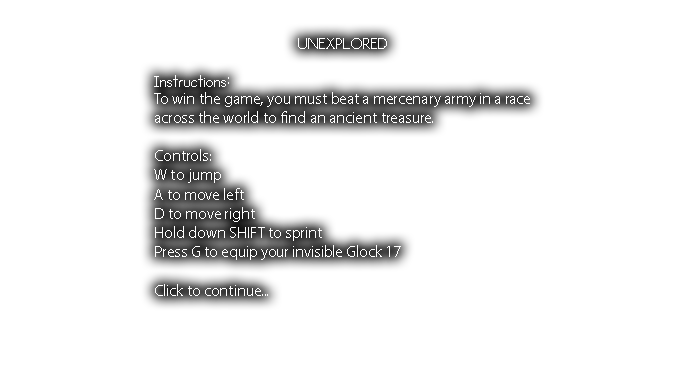 UNEXPLORED
Instructions:
To win the game, you must beat a mercenary army in a race
across the world to find an ancient treasure.
Controls:
W to jump
A to move left
D to move right
Hold down SHIFT to sprint
Press G to equip your invisible Glock 17
Click to continue...